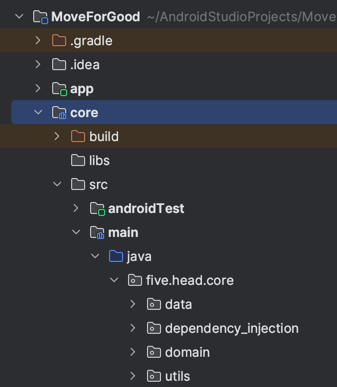 MoveForGood ~/AndroidStudioProjects/Move
.gradle
.idea
app
core
build
libs
src
androidTest
main
java
five.head.core
data
dependency_injection
domain
utils